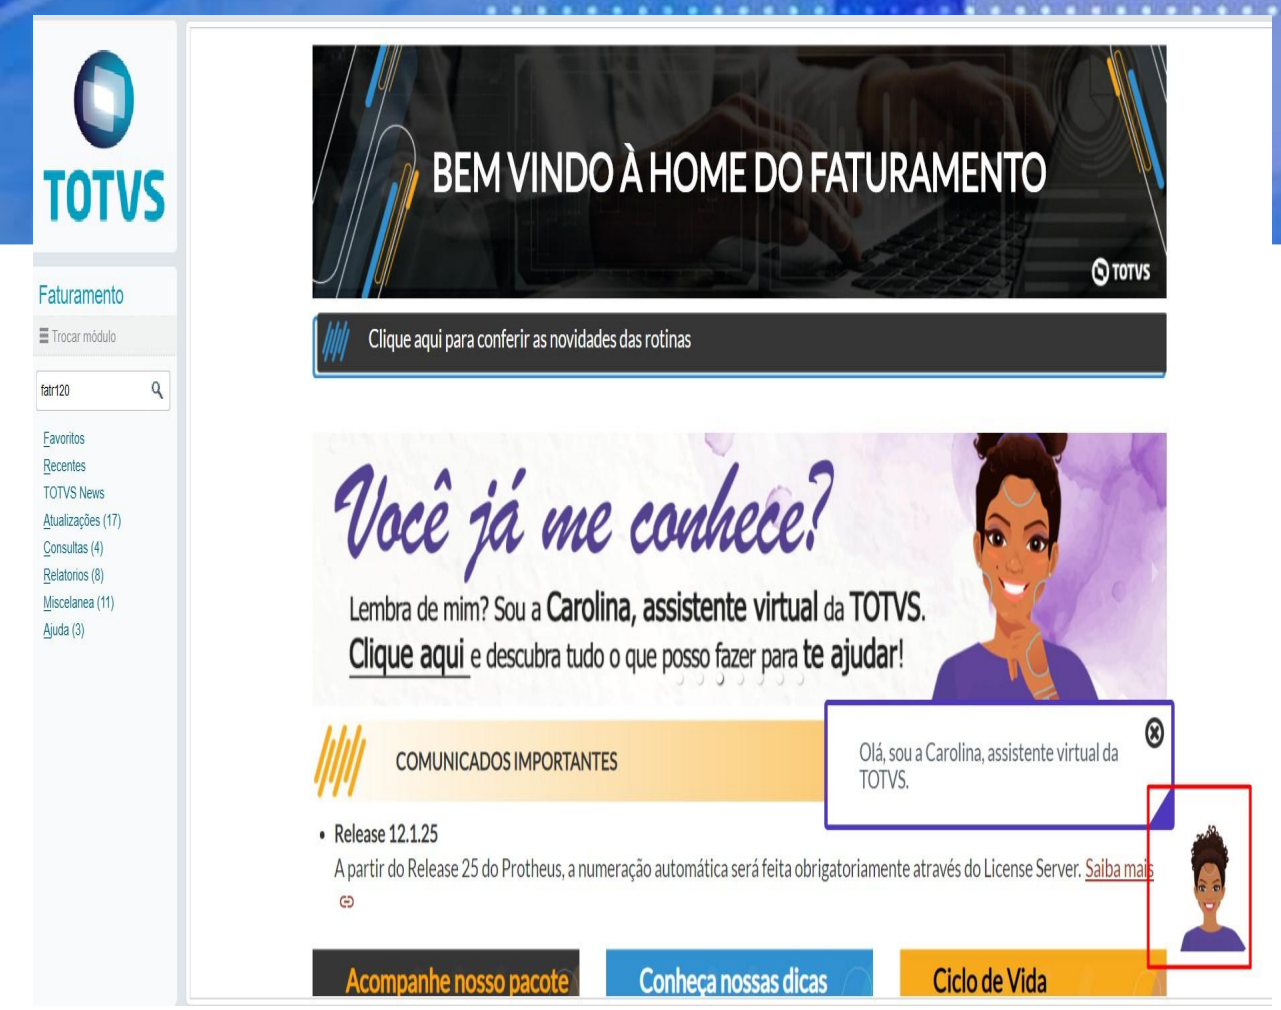 TOTVS
Faturamento
Trocar módulo
fatr120
Favoritos
Recentes
TOTVS News
Atualizações (17)
Consultas (4)
Relatorios (8)
Miscelanea (11)
Ajuda (3)
BEM VINDO À HOME DO FATURAMENTO
TOTVS
Clique aqui para conferir as novidades das rotinas
Você já me conhece?
Lembra de mim? Sou a Carolina, assistente virtual da TOTVS.
Clique aqui e descubra tudo o que posso fazer para te ajudar!
COMUNICADOS IMPORTANTES
Olá, sou a Carolina, assistente virtual da
TOTVS.
• Release 12.1.25
A partir do Release 25 do Protheus, a numeração automática será feita obrigatoriamente através do License Server. Saiba mais
Acompanhe nosso pacote
Conheça nossas dicas
Ciclo de Vida